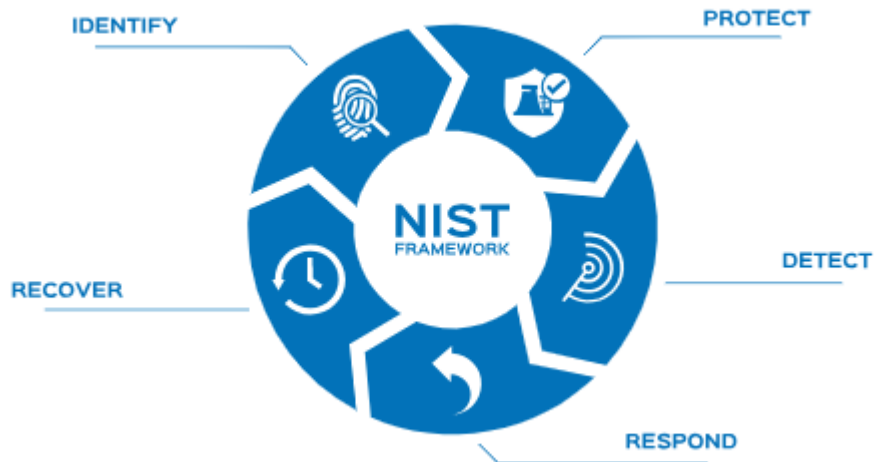 IDENTIFY
PROTECT
NIST
FRAMEWORK
DETECT
RECOVER
RESPOND